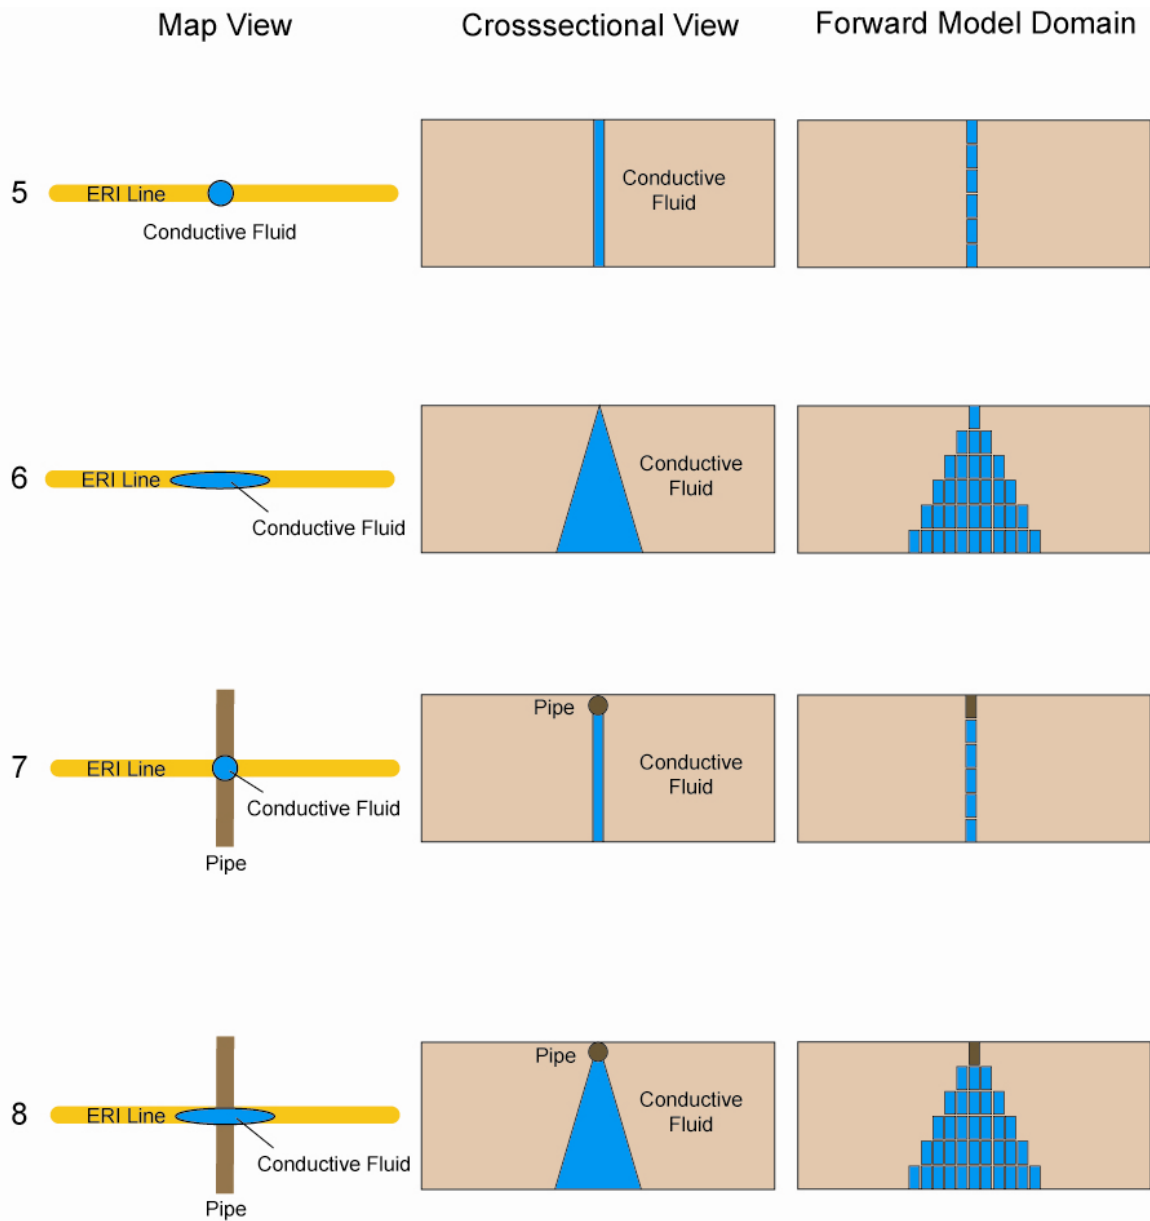 Map View
Crosssectional View
Forward Model Domain
5
ERI Line
Conductive Fluid
Conductive
Fluid
6
ERI Line
Conductive Fluid
Conductive
Fluid
7
ERI Line
Conductive Fluid
Pipe
Pipe
Conductive
Fluid
8
ERI Line
Conductive Fluid
Pipe
Pipe
Conductive
Fluid